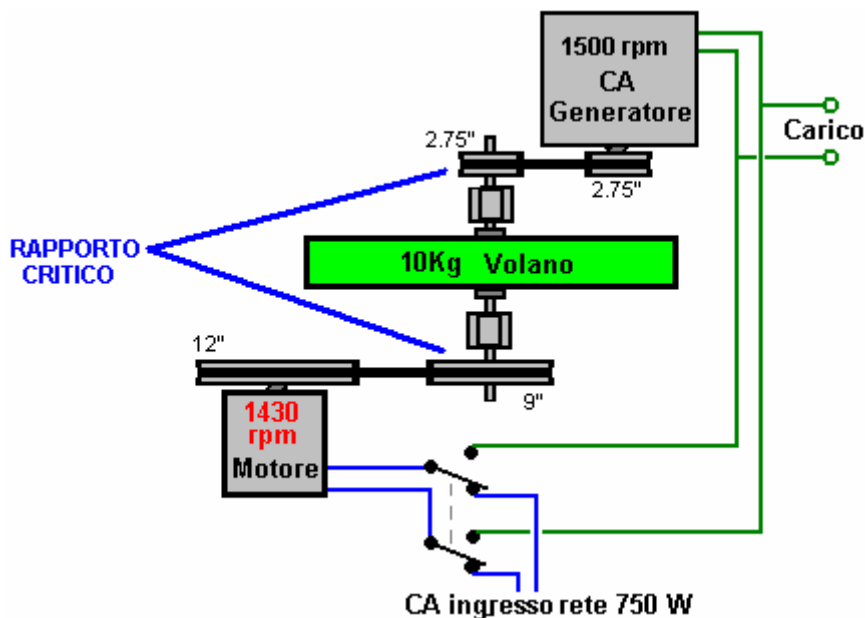 1500 rpm
CA
Generatore
Carico
2.75"
2.75"
RAPPORTO
CRITICO
10Kg Volano
12"
9"
1430
rpm
Motore
CA ingresso rete 750 W